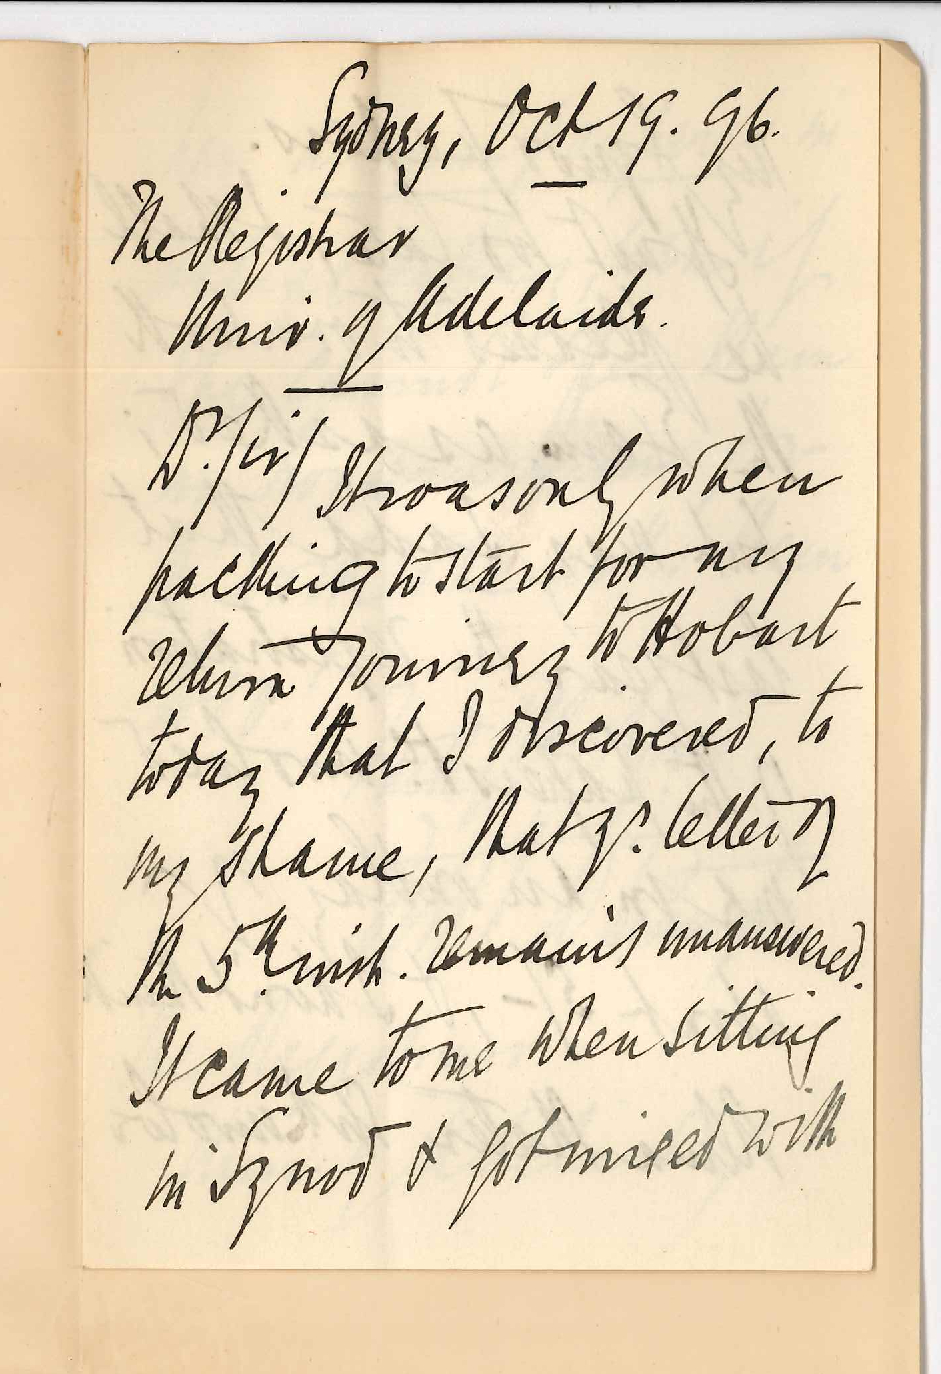 Sydney, Oct 19. 96.
The Registrar
Univ. of Adelaide.
Dr. Sir/ It was only when
packing to start for my
return journey to Hobart
today that I discovered, to
my shame, that yr. letter of
the 5th. inst. remains unanswered.
It came to me when sitting
in Synod & got mixed with